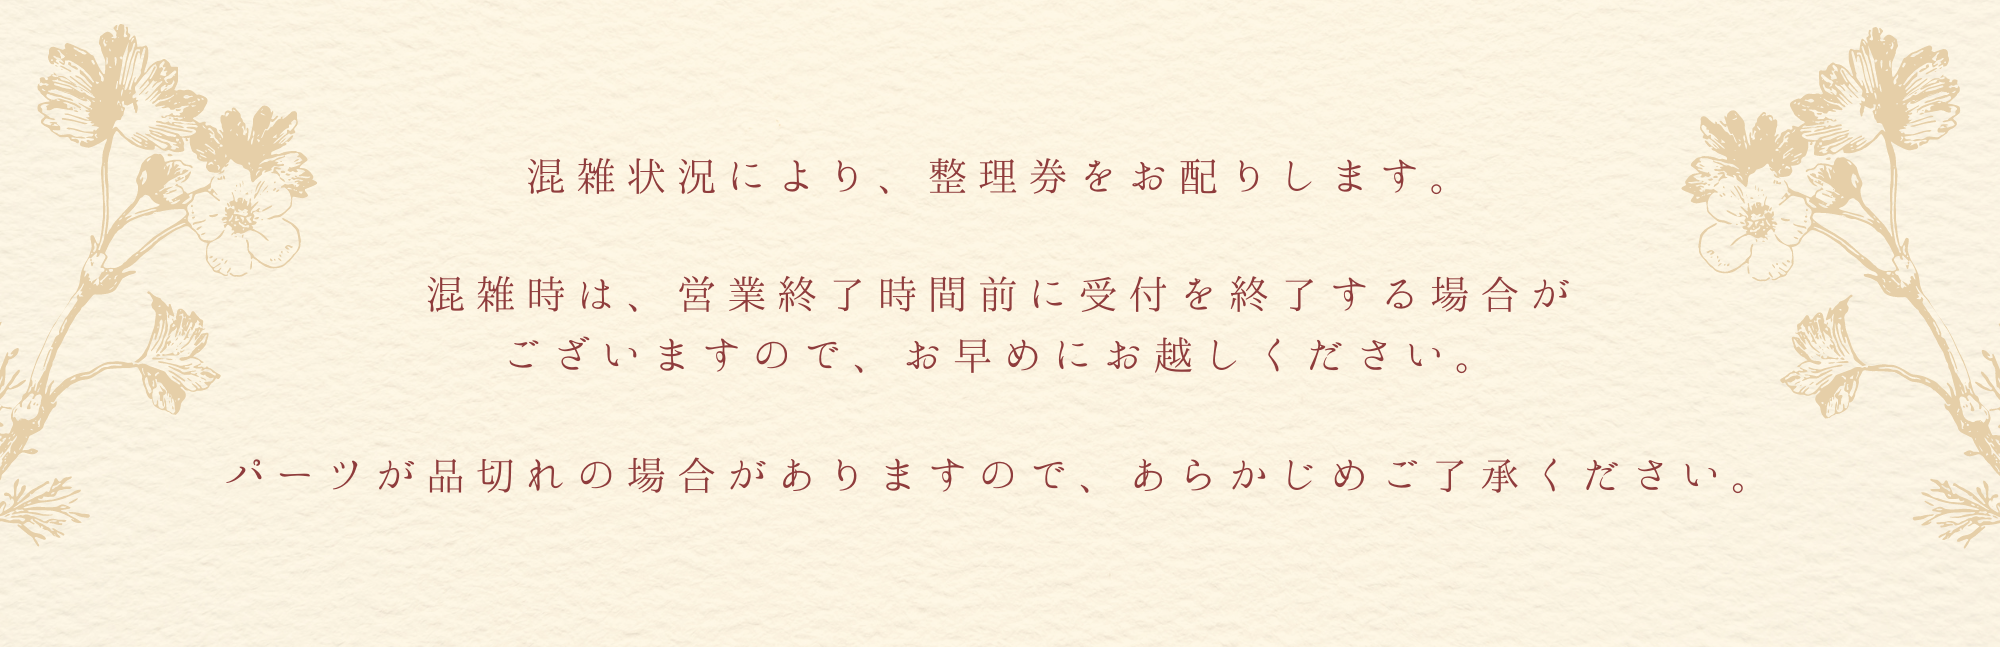 混雑状況により、整理券をお配りします。
混雑時は、営業終了時間前に受付を終了する場合が
ございますので、お早めにお越しください。
パーツが品切れの場合がありますので、あらかじめご了承ください。